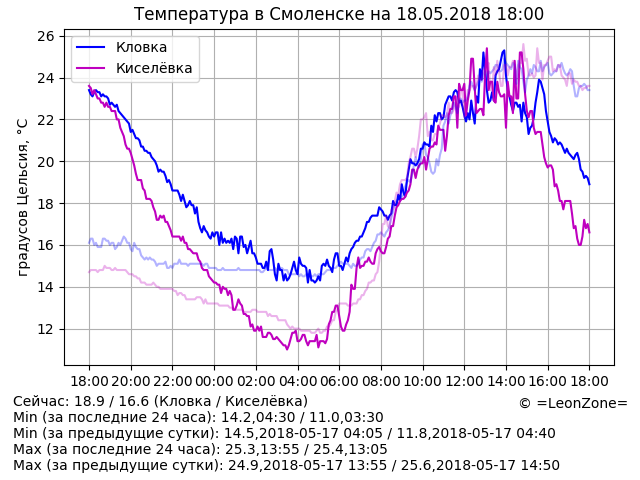 Температура в Смоленске на 18.05.2018 18:00
Кловка
Киселёвка
градусов Цельсия, °C
26
24
22
20
18
16
14
12
18:00 20:00 22:00 00:00 02:00 04:00 06:00 08:00 10:00 12:00 14:00 16:00 18:00
Сейчас: 18.9 / 16.6 (Кловка / Киселёвка)
© =LeonZone=
Min (за последние 24 часа): 14.2,04:30 / 11.0,03:30
Min (за предыдущие сутки): 14.5,2018-05-17 04:05 / 11.8,2018-05-17 04:40
Max (за последние 24 часа): 25.3,13:55 / 25.4,13:05
Max (за предыдущие сутки): 24.9,2018-05-17 13:55 / 25.6,2018-05-17 14:50